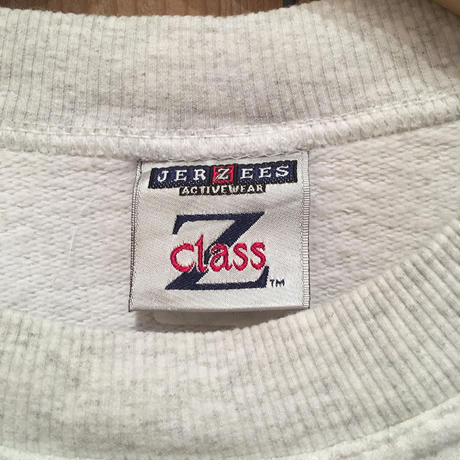 JERZEES
ACTIVEWEAR
Z class
TM